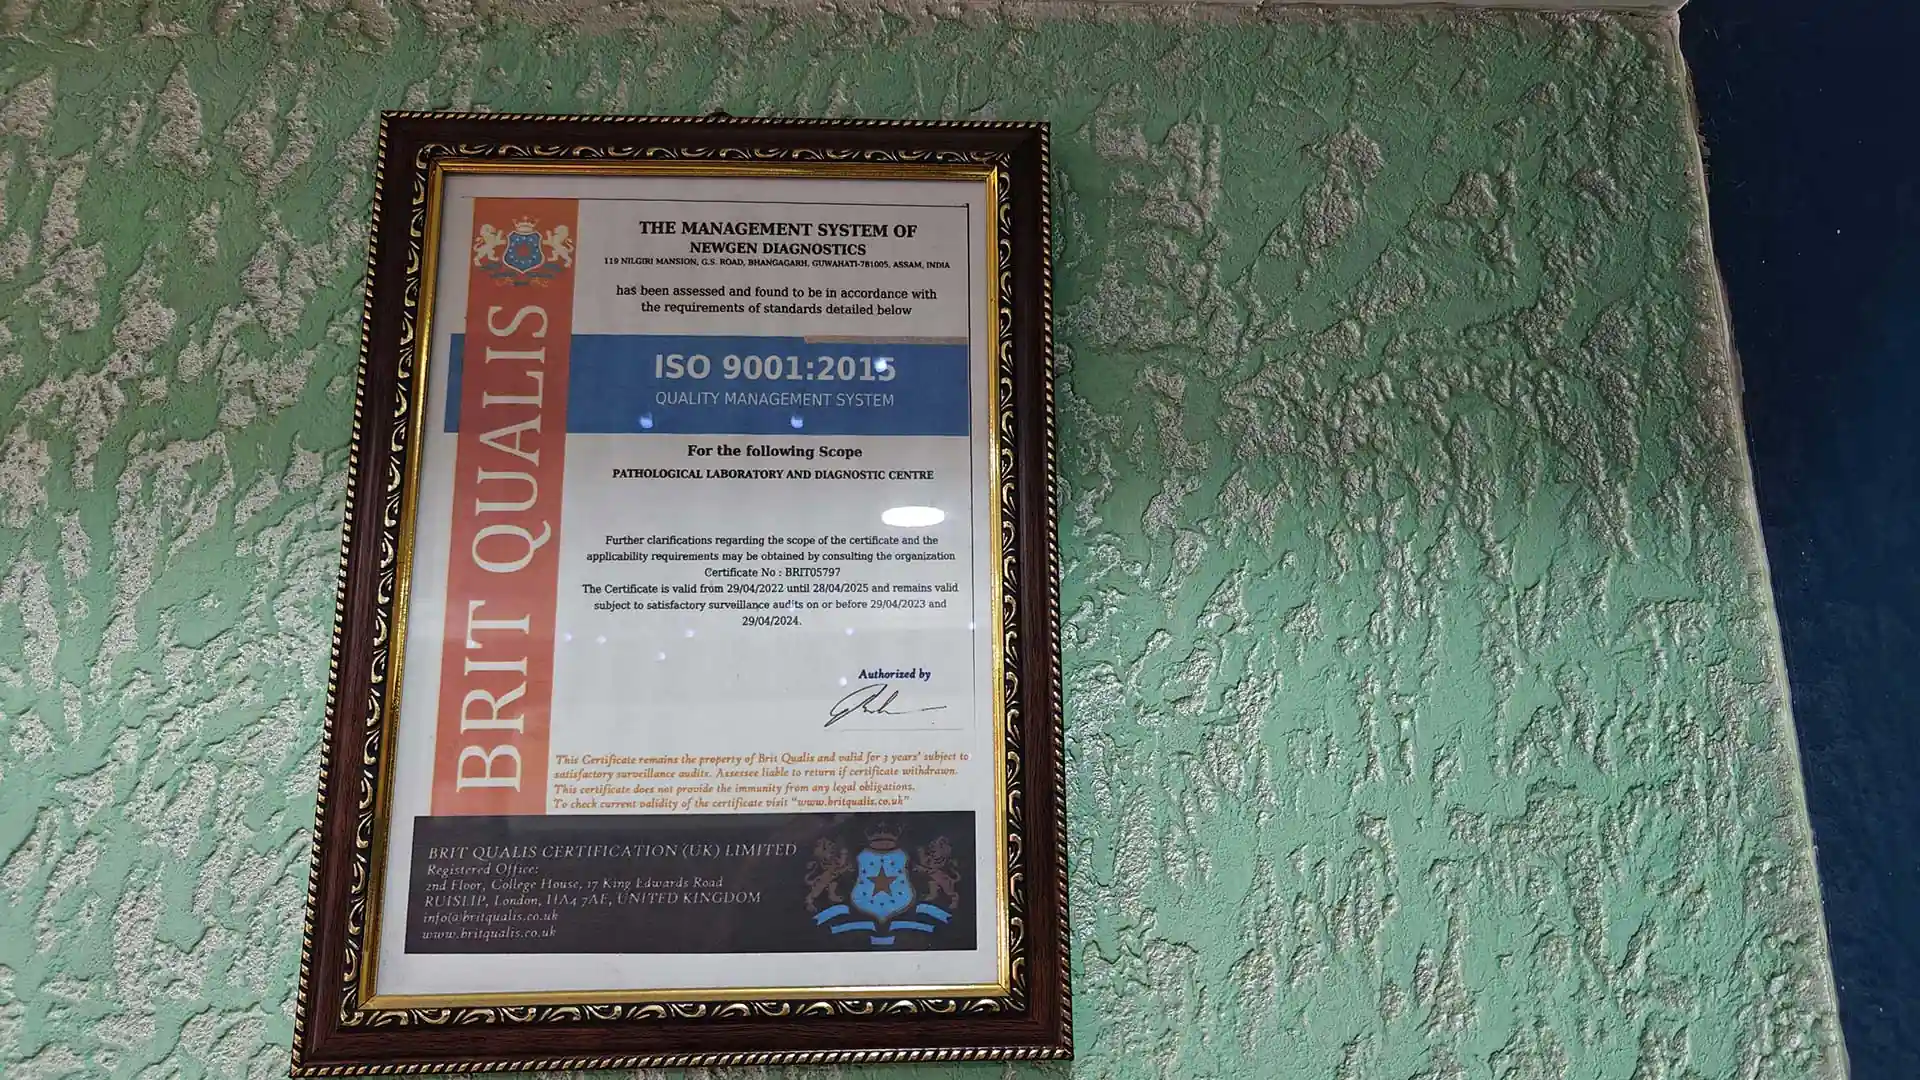 BRIT QUALIS
THE MANAGEMENT SYSTEM OF
NEWGEN DIAGNOSTICS
119 NILGIRI MANSION, G.S. ROAD, BHANGAGARH, GUWAHATI-781005, ASSAM, INDIA
has been assessed and found to be in accordance with
the requirements of standards detailed below
ISO 9001:2015
QUALITY MANAGEMENT SYSTEM
For the following Scope
PATHOLOGICAL LABORATORY AND DIAGNOSTIC CENTRE
Further clarifications regarding the scope of the certificate and the
applicability requirements may be obtained by consulting the organization
Certificate No : BRIT05797
The Certificate is valid from 29/04/2022 until 28/04/2025 and remains valid
subject to satisfactory surveillance audits on or before 29/04/2023 and
29/04/2024.
Authorized by
This Certificate remains the property of Brit Qualis and valid for 3 years' subject to
satisfactory surveillance audits. Assessee liable to return if certificate withdrawn.
This certificate does not provide the immunity from any legal obligations.
To check current validity of the certificate visit "www.britqualis.co.uk"
BRIT QUALIS CERTIFICATION (UK) LIMITED
Registered Office:
2nd Floor, College House, 17 King Edwards Road
RUISLIP, London, HA4 7AE, UNITED KINGDOM
info@britqualis.co.uk
www.britqualis.co.uk